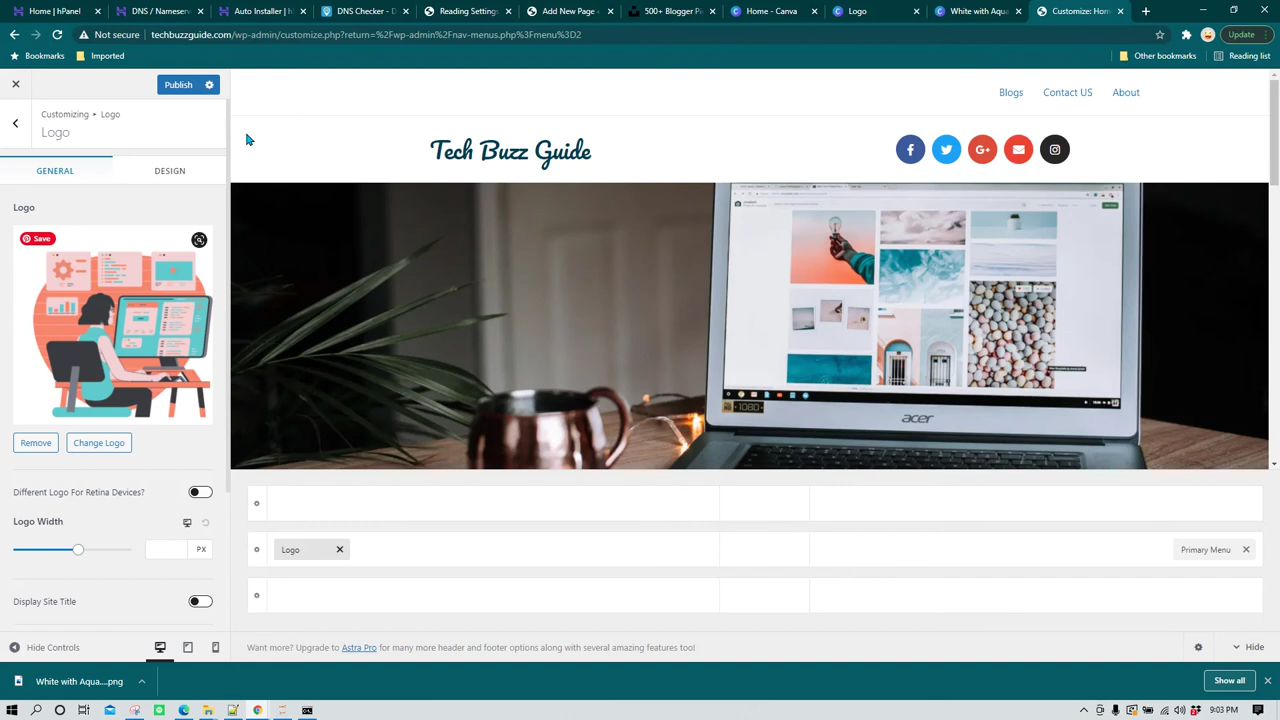 Home | hPanel
DNS / Nameserv
Auto Installer | 
DNS Checker - D
Reading Setting
Add New Page
500+ Blogger Pi
Home - Canva
Logo
White with Aqua
Customize: Hom
Update
Not secure
techbuzzguide.com/wp-admin/customize.php?return=%2Fwp-admin%2Fnav-menus.php%3Fmenu%3D2
Bookmarks
Imported
Other bookmarks
Reading list
Publish
Customizing • Logo
Logo
GENERAL
DESIGN
Logo
Save
Remove
Change Logo
Different Logo For Retina Devices?
Logo Width
PX
Display Site Title
Hide Controls
Blogs
Contact US
About
Tech Buzz Guide
G+
1080
acer
Logo
Primary Menu
Want more? Upgrade to Astra Pro for many more header and footer options along with several amazing features too!
Hide
White with Aqua....png
Show all
9:03 PM